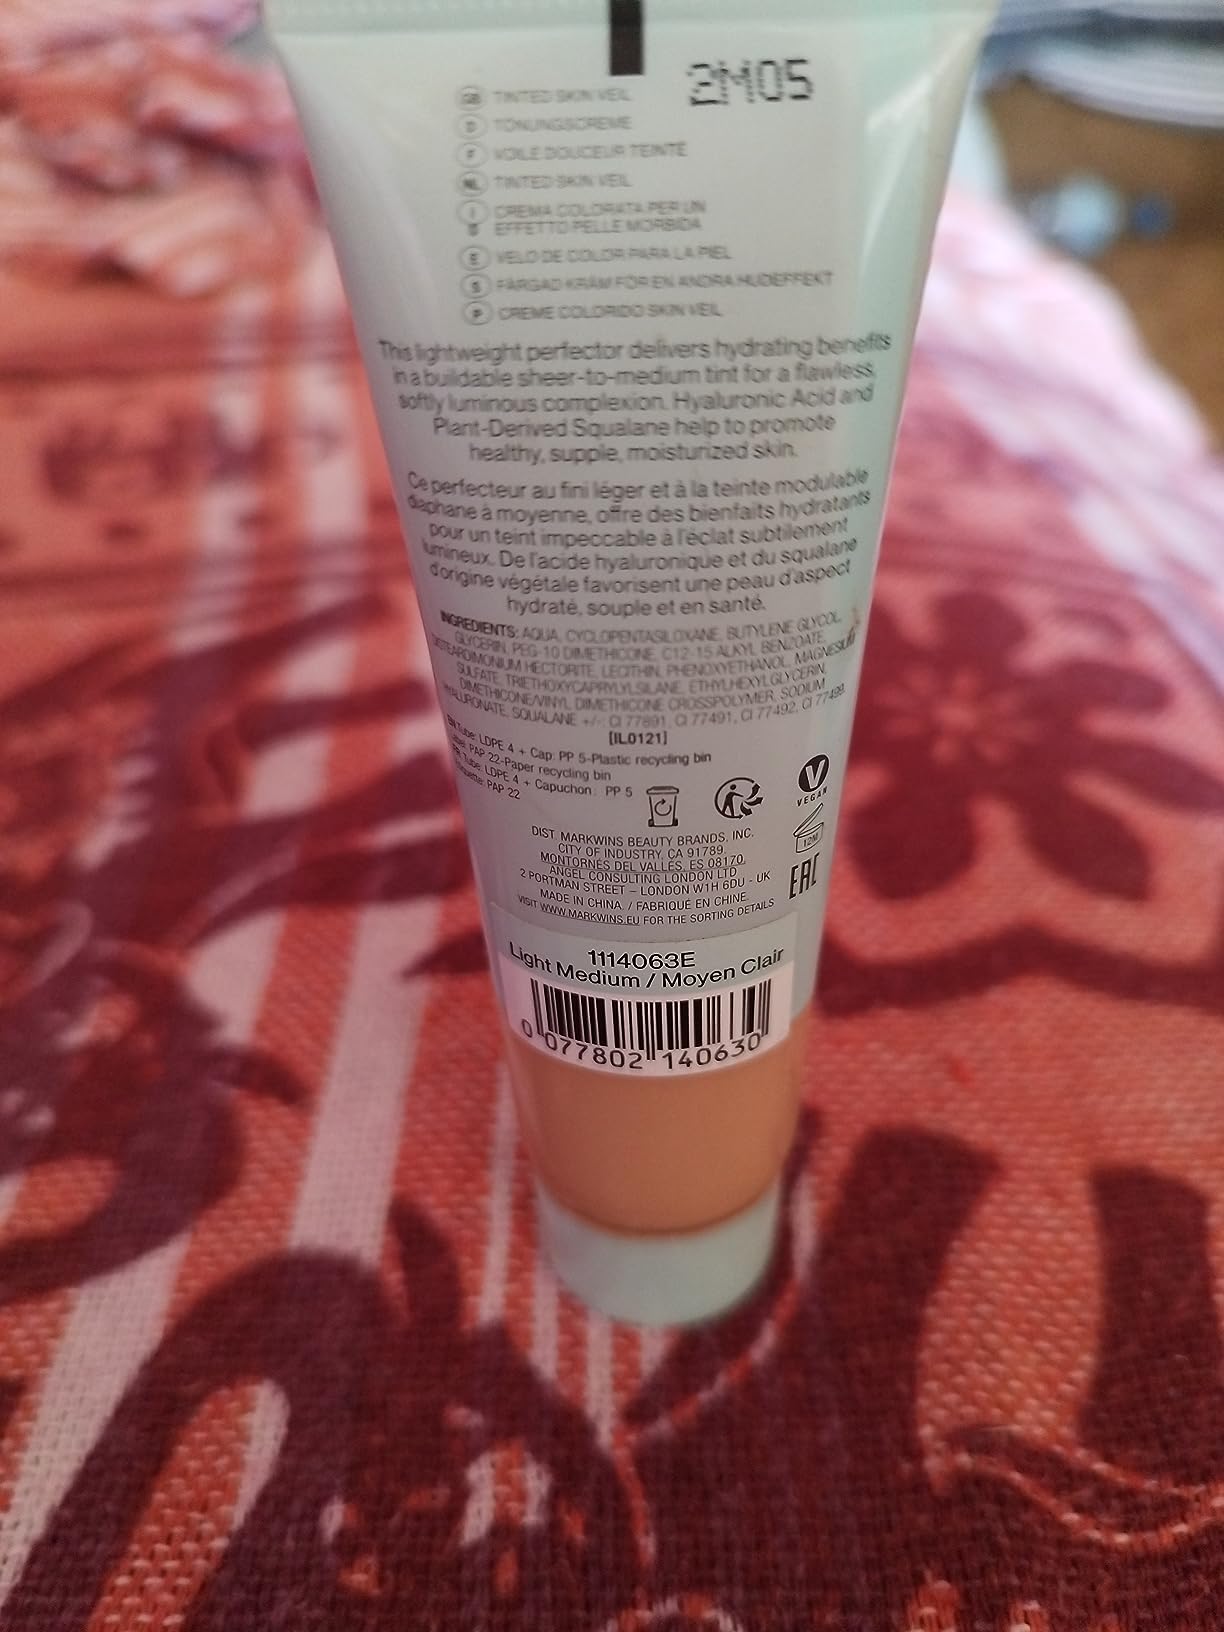 2M05
GB TINTED SKIN VEIL
D TÖNUNGSCREME
F VOILE DOUCEUR TEINTÉ
NL TINTED SKIN VEIL
I CREMA COLORATA PER UN
EFFETTO PELLE MORBIDA
E VELO DE COLOR PARA LA PIEL
S FÄRGAD KRÄM FÖR EN ANDRA HUDEFFEKT
P CREME COLORIDO SKIN VEIL
This lightweight perfector delivers hydrating benefits
in a buildable sheer-to-medium tint for a flawless,
softly luminous complexion. Hyaluronic Acid and
Plant-Derived Squalane help to promote
healthy, supple, moisturized skin.
Ce perfecteur au fini léger et à la teinte modulable
diaphane à moyenne, offre des bienfaits hydratants
pour un teint impeccable à l'éclat subtilement
lumineux. De l'acide hyaluronique et du squalane
d'origine végétale favorisent une peau d'aspect
hydraté, souple et en santé.
INGREDIENTS: AQUA, CYCLOPENTASILOXANE, BUTYLENE GLYCOL,
GLYCERIN, PEG-10 DIMETHICONE, C12-15 ALKYL BENZOATE,
DISTEARDIMONIUM HECTORITE, LECITHIN, PHENOXYETHANOL, MAGNESIUM
SULFATE, TRIETHOXYCAPRYLYLSILANE, ETHYLHEXYLGLYCERIN,
DIMETHICONE/VINYL DIMETHICONE CROSSPOLYMER, SODIUM
HYALURONATE, SQUALANE +/-: CI 77891, CI 77491, CI 77492, CI 77499.
[IL0121]
EN Tube: LDPE 4 + Cap: PP 5-Plastic recycling bin
Label: PAP 22-Paper recycling bin
FR Tube: LDPE 4 + Capuchon: PP 5
Étiquette: PAP 22
V
VEGAN
12M
DIST. MARKWINS BEAUTY BRANDS, INC.
CITY OF INDUSTRY, CA 91789.
MONTORNÉS DEL VALLÉS, ES 08170.
ANGEL CONSULTING LONDON LTD
2 PORTMAN STREET – LONDON W1H 6DU - UK
MADE IN CHINA. / FABRIQUÉ EN CHINE.
VISIT WWW.MARKWINS.EU FOR THE SORTING DETAILS
EAC
1114063E
Light Medium / Moyen Clair
0 077802 140630